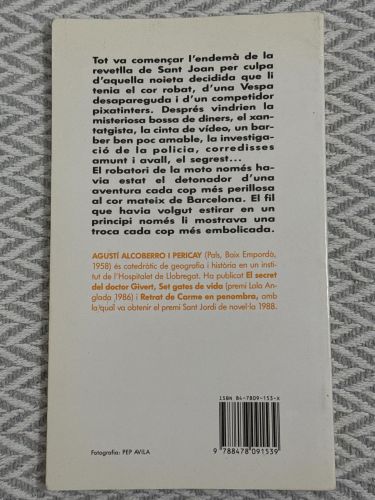 Tot va començar l'endemà de la
revetlla de Sant Joan per culpa
d'aquella noieta decidida que li
tenia el cor robat, d'una Vespa
desapareguda i d'un competidor
pixatinters. Després vindrien la
misteriosa bossa de diners, el xan-
tatgista, la cinta de vídeo, un bar-
ber ben poc amable, la investiga-
ció de la policia, corredisses
amunt i avall, el segrest...
El robatori de la moto només ha-
via estat el detonador d'una
aventura cada cop més perillosa
al cor mateix de Barcelona. El fil
que havia volgut estirar en un
principi només li mostrava una
troca cada cop més embolicada.
AGUSTÍ ALCOBERRO I PERICAY (Pals, Baix Empordà,
1958) és catedràtic de geografia i història en un insti-
tut de l'Hospitalet de Llobregat. Ha publicat El secret
del doctor Givert, Set gates de vida (premi Lola An-
glada 1986) i Retrat de Carme en penombra, amb
la qual va obtenir el premi Sant Jordi de novel·la 1988.
ISBN 84-7809-153-X
9 788478 091539
Fotografia: PEP AVILA